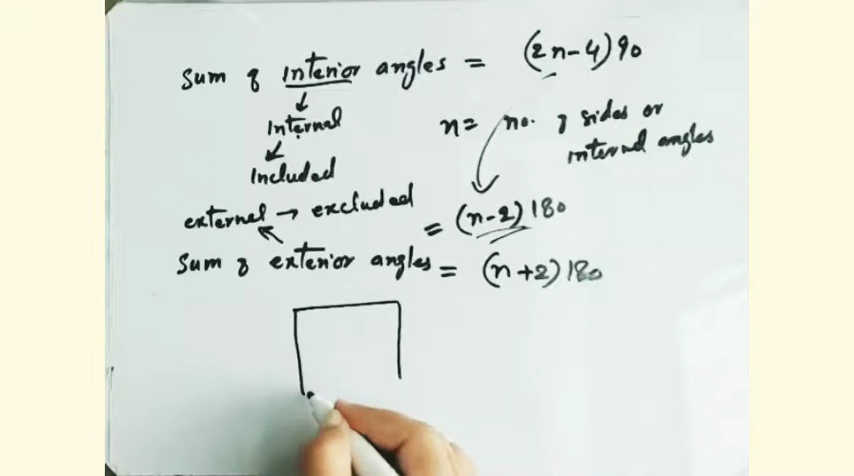 Sum of interior angles = (2n-4)90
Internal
Included
n = no. of sides or internal angles
external → excluded
= (n-2)180
Sum of exterior angles = (n+2)180